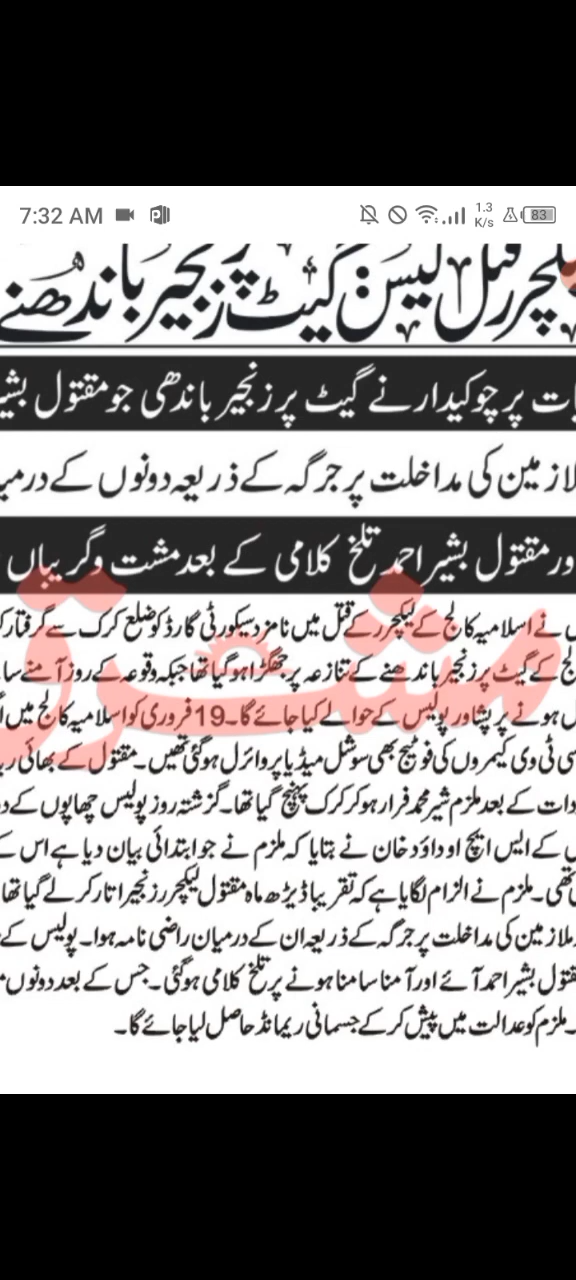 7:32 AM
1.3 K/s
83
لیکچرر قتل کیس: گیٹ پر زنجیر باندھنے
پر چوکیدار نے گیٹ پر زنجیر باندھی جو مقتول بشیر
ملازمین کی مداخلت پر جرگہ کے ذریعہ دونوں کے
اور مقتول بشیر احمد تلخ کلامی کے بعد مشت و گریباں
نے اسلامیہ کالج کے لیکچرر کے قتل میں نامزد سیکورٹی گارڈ کو ضلع کرک سے گرفتار
کے گیٹ پر زنجیر باندھنے کے تنازعہ پر جھگڑا ہو گیا تھا جبکہ وقوعہ کے روز آمنے
ہونے پر پشاور پولیس کے حوالے کیا جائے گا۔ 19 فروری کو اسلامیہ کالج میں
سی ٹی وی کیمروں کی فوٹیج بھی سوشل میڈیا پر وائرل ہو گئی تھیں۔ مقتول کے بھائی
کے بعد ملزم شیر محمد فرار ہو کر کرک پہنچ گیا تھا۔ گزشتہ روز پولیس چھاپوں کے
کے ایس ایچ او داؤد خان نے بتایا کہ ملزم نے جو ابتدائی بیان دیا ہے اس کے
تھی۔ ملزم نے الزام لگایا ہے کہ تقریبا ڈیڑھ ماہ مقتول لیکچرر زنجیر اتار کر لے گیا تھا
ملازمین کی مداخلت پر جرگہ کے ذریعہ ان کے درمیان راضی نامہ ہوا۔ پولیس کے
مقتول بشیر احمد آئے اور آمنا سامنا ہونے پر تلخ کلامی ہو گئی۔ جس کے بعد دونوں
۔ ملزم کو عدالت میں پیش کر کے جسمانی ریمانڈ حاصل لیا جائے گا۔
مشرق